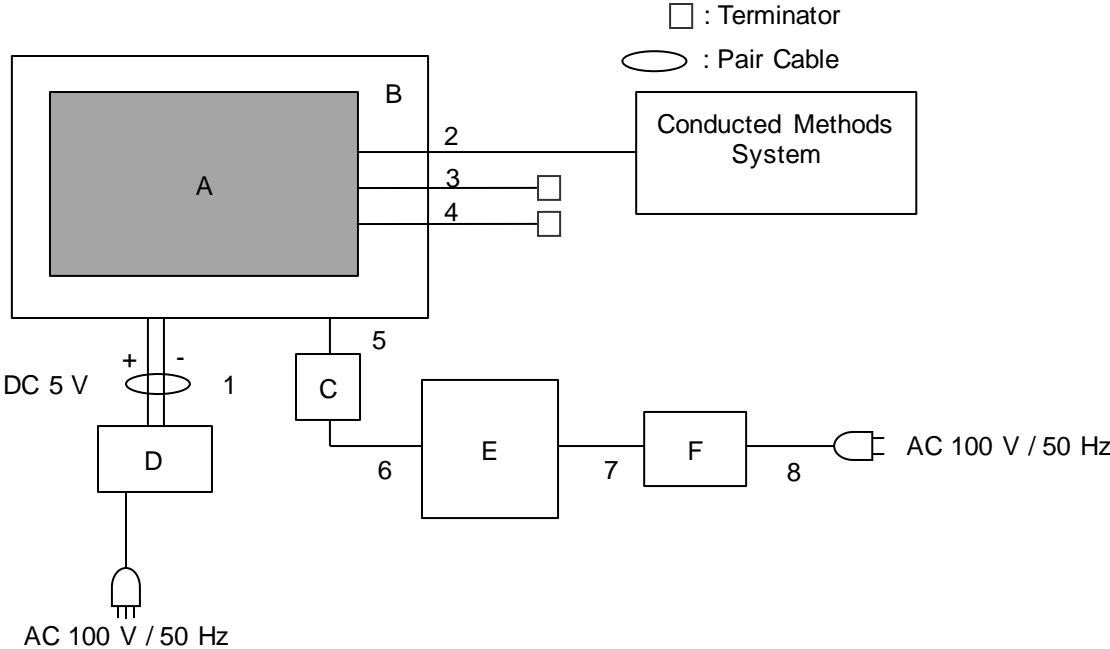 : Terminator
: Pair Cable
B
Conducted Methods
System
2
A
3
4
5
+ -
DC 5 V
1
C
D
E
F
AC 100 V / 50 Hz
6
7
8
AC 100 V / 50 Hz